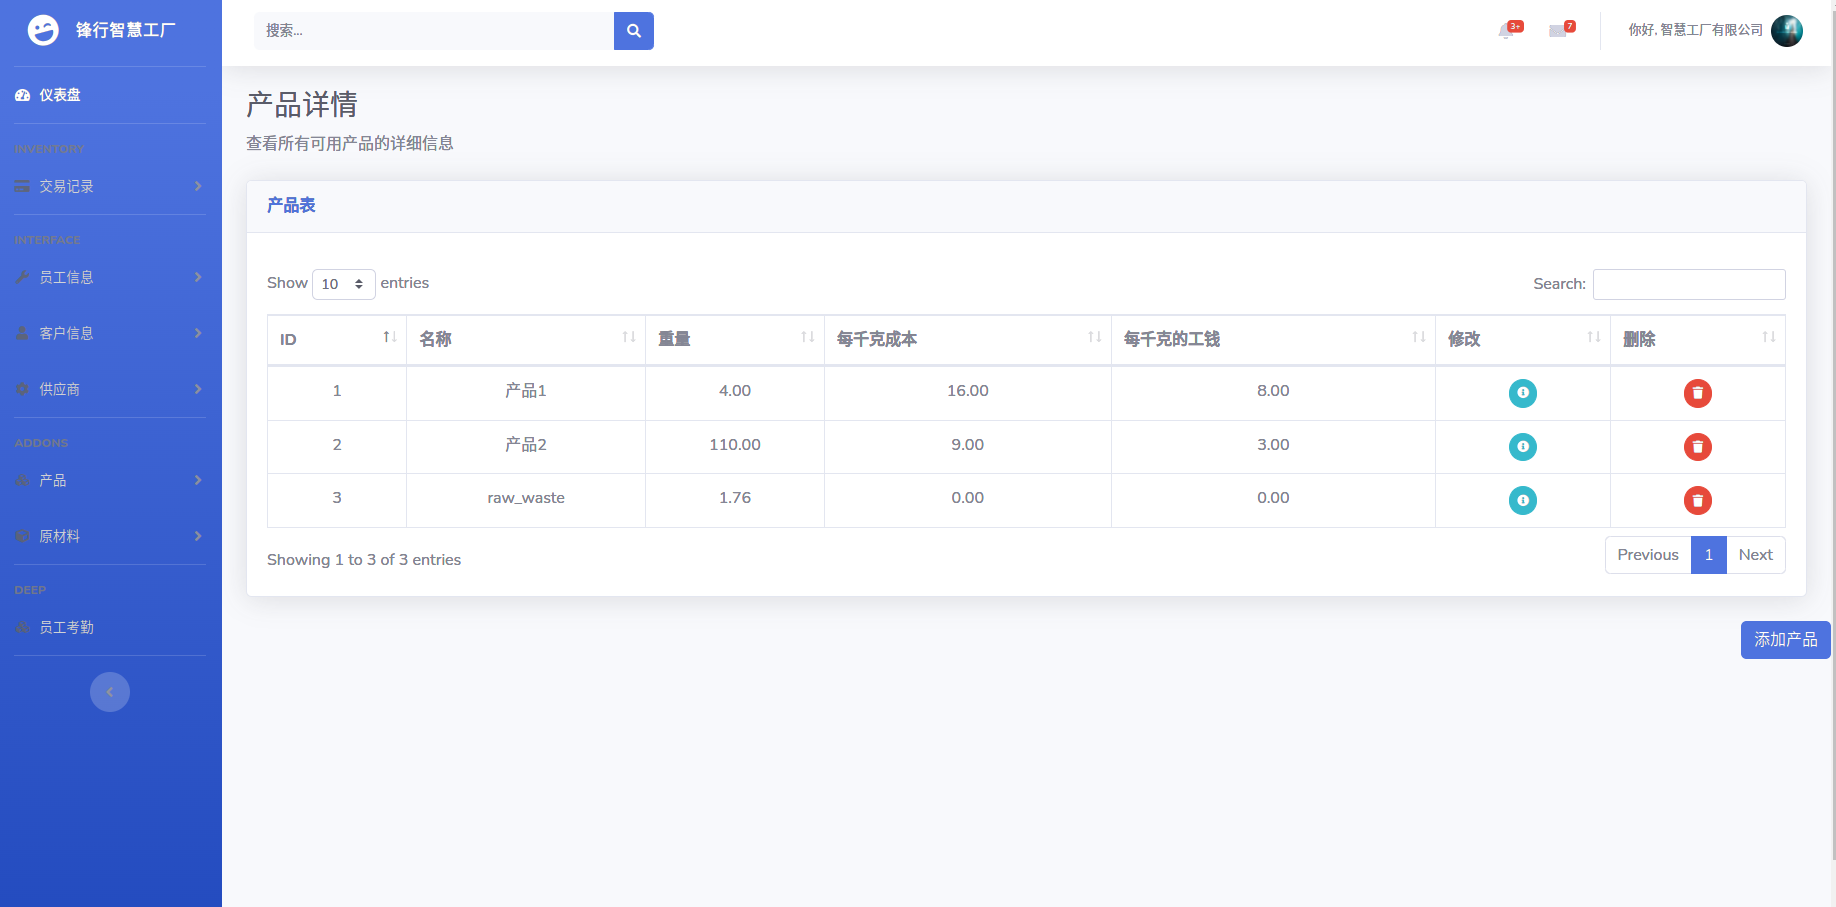 锋行智慧工厂
搜索...
3+
7
你好, 智慧工厂有限公司
仪表盘
INVENTORY
交易记录
INTERFACE
员工信息
客户信息
供应商
ADDONS
产品
原材料
DEEP
员工考勤
产品详情
查看所有可用产品的详细信息
产品表
Show 10 entries
Search:
ID 名称 重量 每千克成本 每千克的工钱 修改 删除
1 产品1 4.00 16.00 8.00
2 产品2 110.00 9.00 3.00
3 raw_waste 1.76 0.00 0.00
Showing 1 to 3 of 3 entries
Previous 1 Next
添加产品